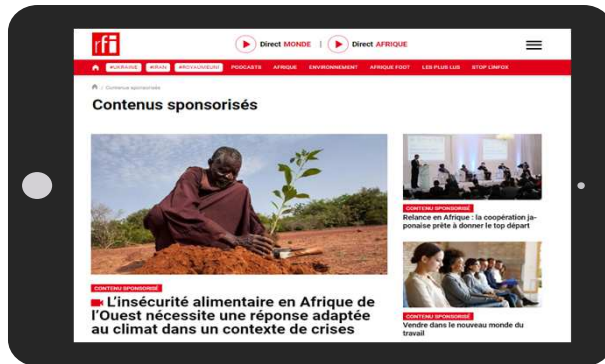 rfi
Direct MONDE | Direct AFRIQUE
#UKRAINE #IRAN #ROYAUME-UNI PODCASTS AFRIQUE ENVIRONNEMENT AFRIQUE FOOT LES PLUS LUS STOP L'INFOX
/ Contenus sponsorisés
Contenus sponsorisés
CONTENU SPONSORISÉ
L'insécurité alimentaire en Afrique de
l'Ouest nécessite une réponse adaptée
au climat dans un contexte de crises
CONTENU SPONSORISÉ
Relance en Afrique : la coopération ja-
ponaise prête à donner le top départ
CONTENU SPONSORISÉ
Vendre dans le nouveau monde du
travail